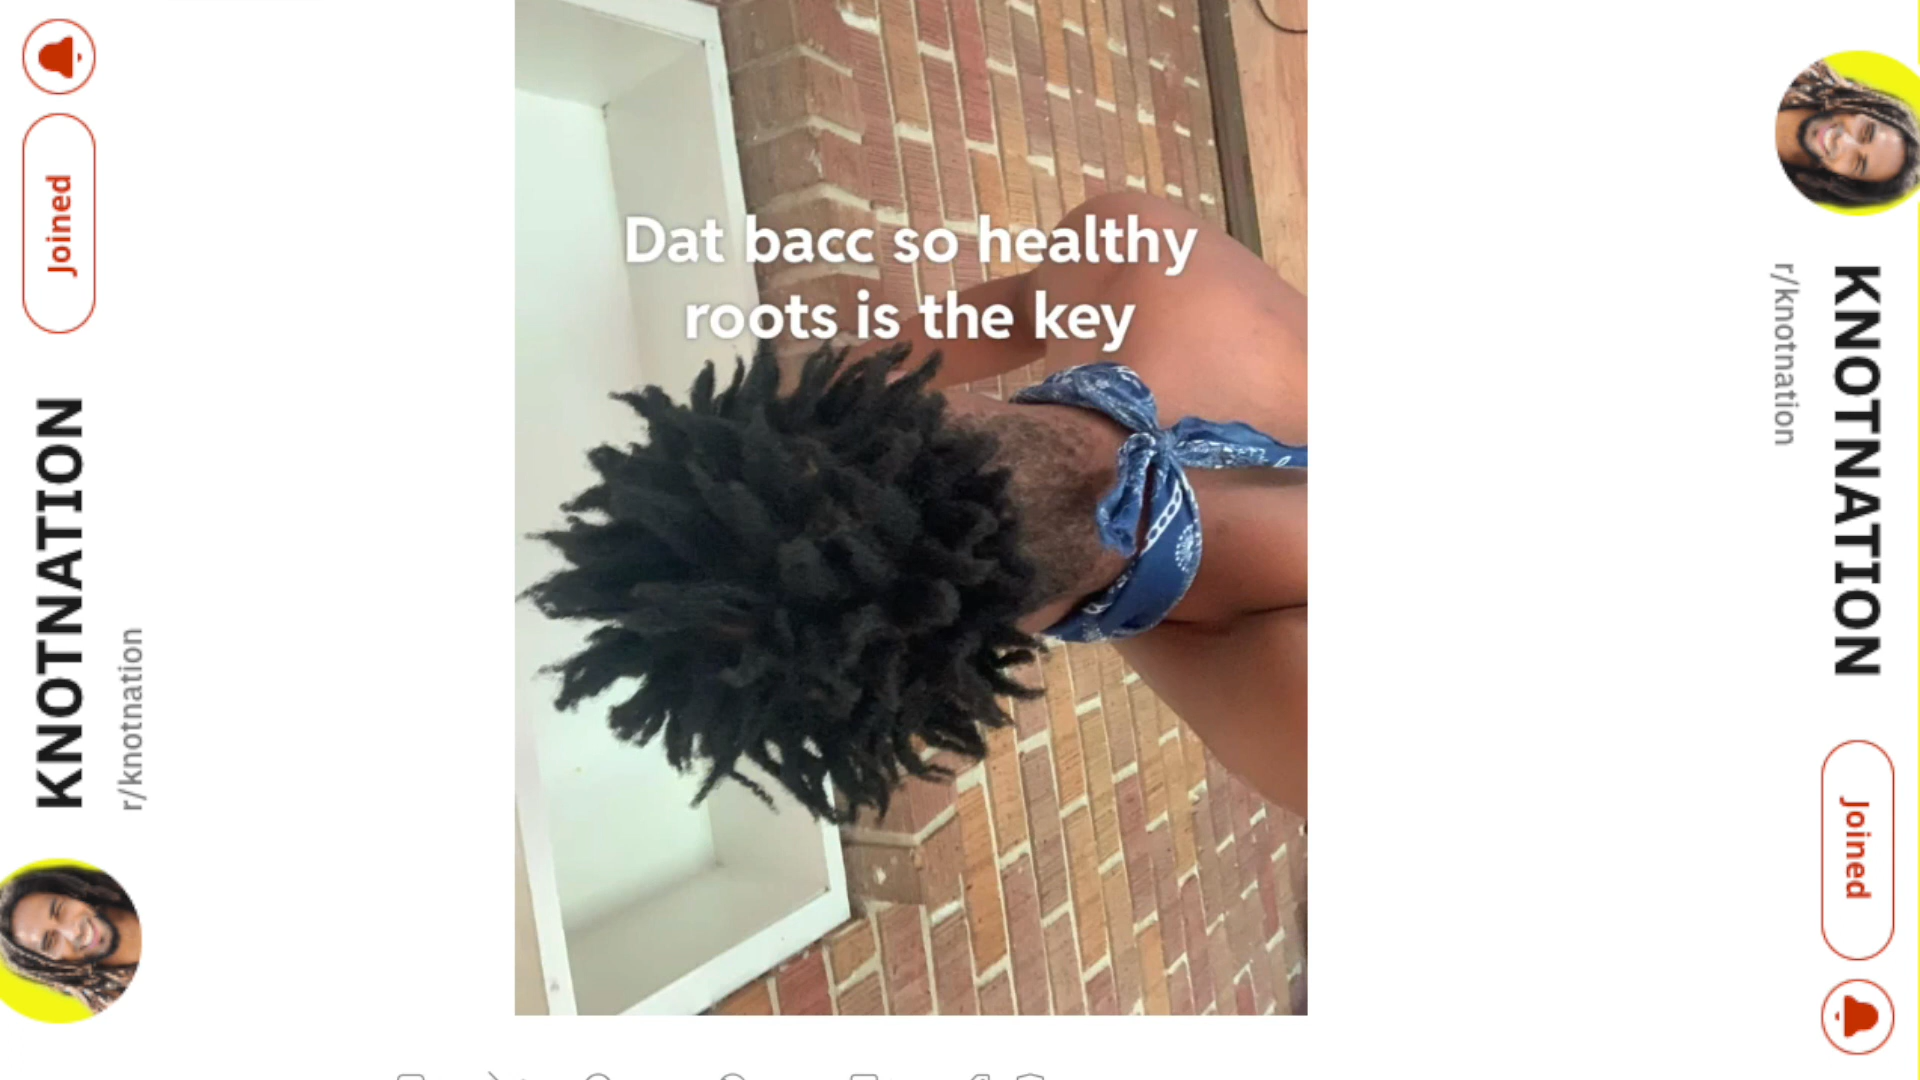 Joined
KNOTNATION
r/knotnation
Dat bacc so healthy
roots is the key
KNOTNATION
r/knotnation
Joined